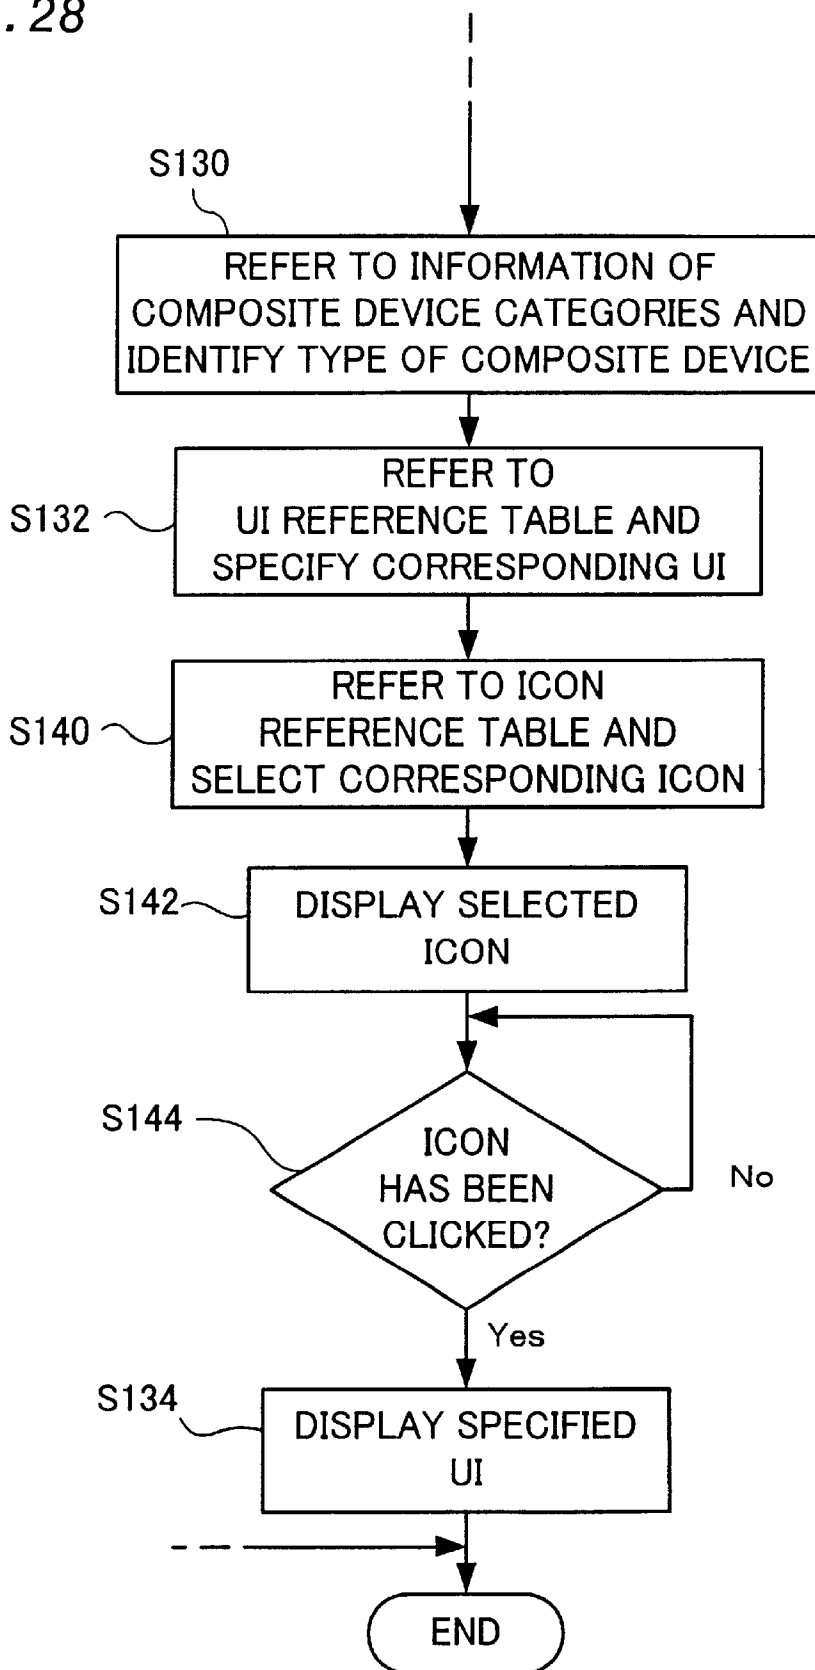 .28
S130
REFER TO INFORMATION OF
COMPOSITE DEVICE CATEGORIES AND
IDENTIFY TYPE OF COMPOSITE DEVICE
S132
REFER TO
UI REFERENCE TABLE AND
SPECIFY CORRESPONDING UI
S140
REFER TO ICON
REFERENCE TABLE AND
SELECT CORRESPONDING ICON
S142
DISPLAY SELECTED
ICON
S144
ICON
HAS BEEN
CLICKED?
No
Yes
S134
DISPLAY SPECIFIED
UI
END